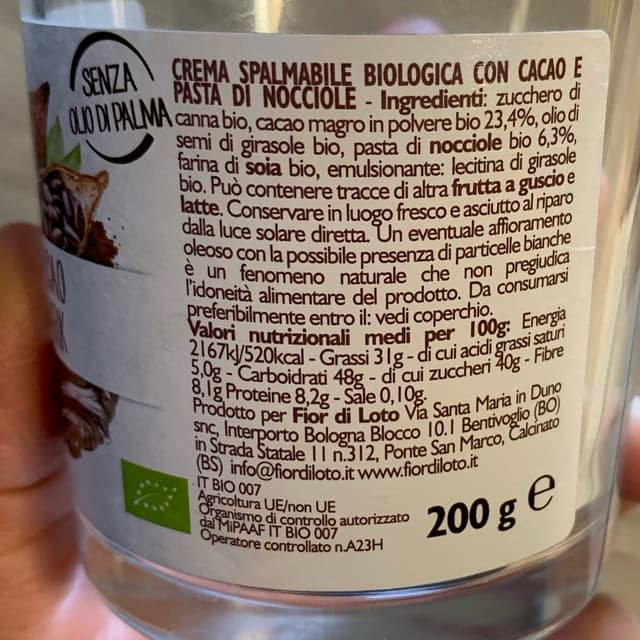 SENZA
OLIO DI PALMA
CREMA SPALMABILE BIOLOGICA CON CACAO E
PASTA DI NOCCIOLE - Ingredienti: zucchero di
canna bio, cacao magro in polvere bio 23,4%, olio di
semi di girasole bio, pasta di nocciole bio 6,3%,
farina di soia bio, emulsionante: lecitina di girasole
bio. Può contenere tracce di altra frutta a guscio e
latte. Conservare in luogo fresco e asciutto al riparo
dalla luce solare diretta. Un eventuale affioramento
oleoso con la possibile presenza di particelle bianche
è un fenomeno naturale che non pregiudica
l'idoneità alimentare del prodotto. Da consumarsi
preferibilmente entro il: vedi coperchio.
Valori nutrizionali medi per 100g: Energia
2167kJ/520kcal - Grassi 31g - di cui acidi grassi saturi
5,0g - Carboidrati 48g - di cui zuccheri 40g - Fibre
8,1g Proteine 8,2g - Sale 0,10g.
Prodotto per Fior di Loto Via Santa Maria in Duno
snc, Interporto Bologna Blocco 10.1 Bentivoglio (BO)
in Strada Statale 11 n.312, Ponte San Marco, Calcinato
(BS) info@fiordiloto.it www.fiordiloto.it
IT BIO 007
Agricoltura UE/non UE
Organismo di controllo autorizzato
dal MiPAAF IT BIO 007
Operatore controllato n.A23H
200 g e